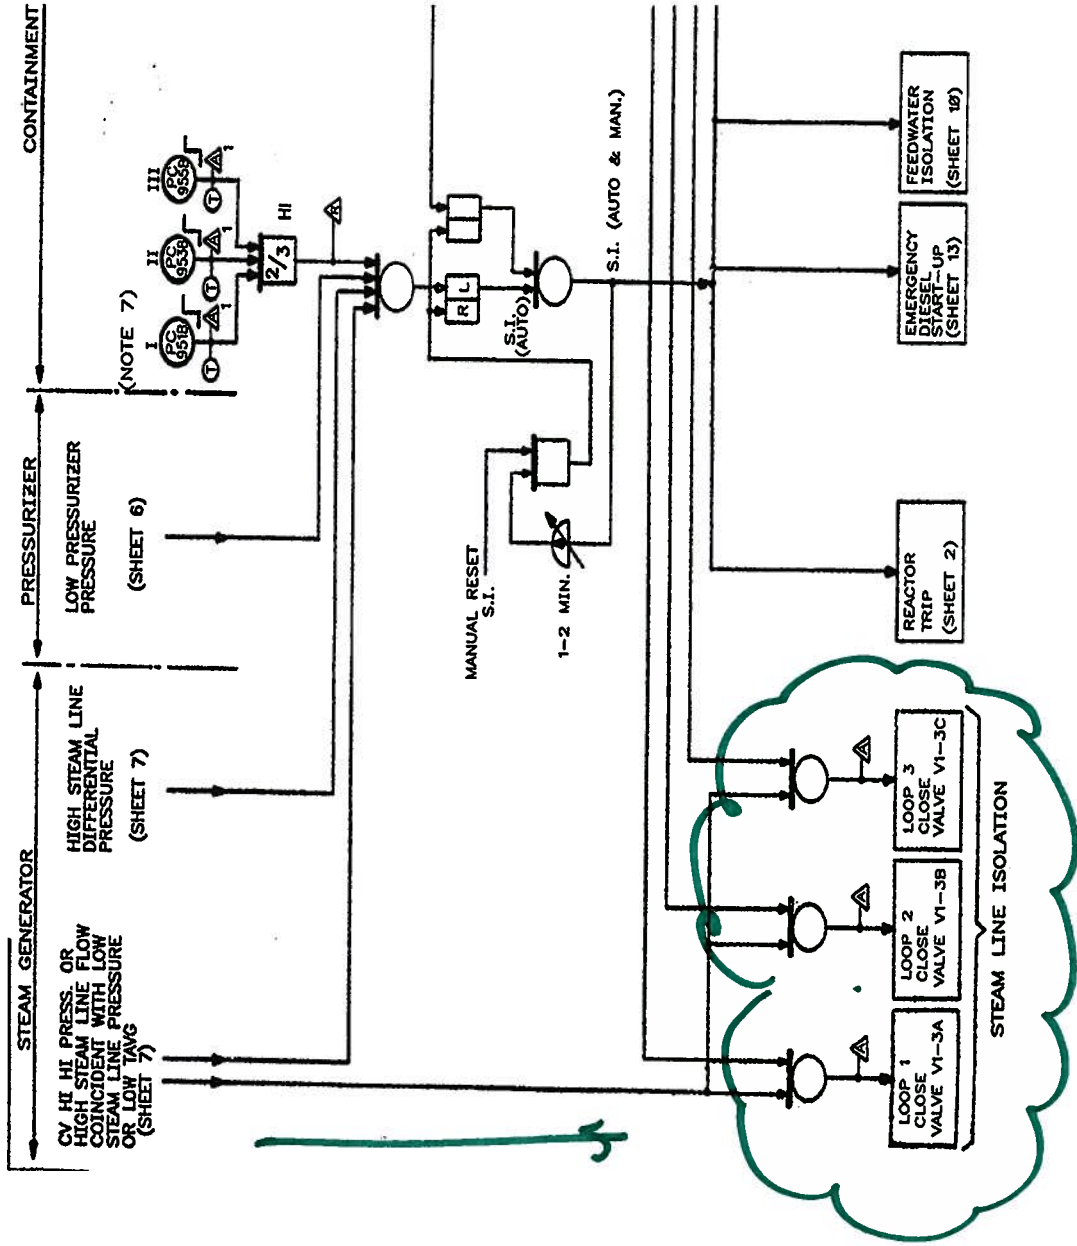 STEAM GENERATOR
PRESSURIZER
CONTAINMENT
CV HI HI PRESS. OR
HIGH STEAM LINE FLOW
COINCIDENT WITH LOW
STEAM LINE PRESSURE
OR LOW TAVG
(SHEET 7)
HIGH STEAM LINE
DIFFERENTIAL
PRESSURE
(SHEET 7)
LOW PRESSURIZER
PRESSURE
(SHEET 6)
(NOTE 7)
I
PC
951B
T
A
1
II
PC
953B
T
A
1
III
PC
955B
T
A
1
2/3
HI
R
R L
S.I.
(AUTO)
MANUAL RESET
S.I.
1-2 MIN.
S.I. (AUTO & MAN.)
A
A
A
LOOP 1
CLOSE
VALVE V1-3A
LOOP 2
CLOSE
VALVE V1-3B
LOOP 3
CLOSE
VALVE V1-3C
STEAM LINE ISOLATION
REACTOR
TRIP
(SHEET 2)
EMERGENCY
DIESEL
START-UP
(SHEET 13)
FEEDWATER
ISOLATION
(SHEET 10)